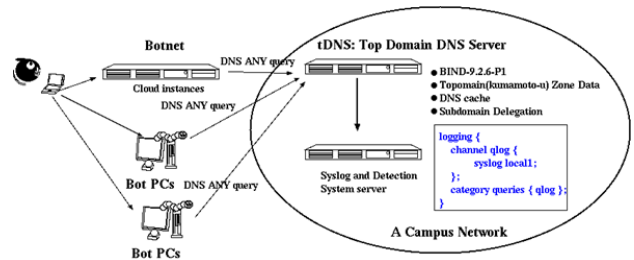 Botnet
tDNS: Top Domain DNS Server
DNS ANY query
Cloud instances
DNS ANY query
● BIND-9.2.6-P1
● Topomain(kumamoto-u) Zone Data
● DNS cache
● Subdomain Delegation
logging {
channel qlog {
syslog local1;
};
category queries { qlog };
}
Bot PCs
DNS ANY query
Syslog and Detection
System server
Bot PCs
A Campus Network